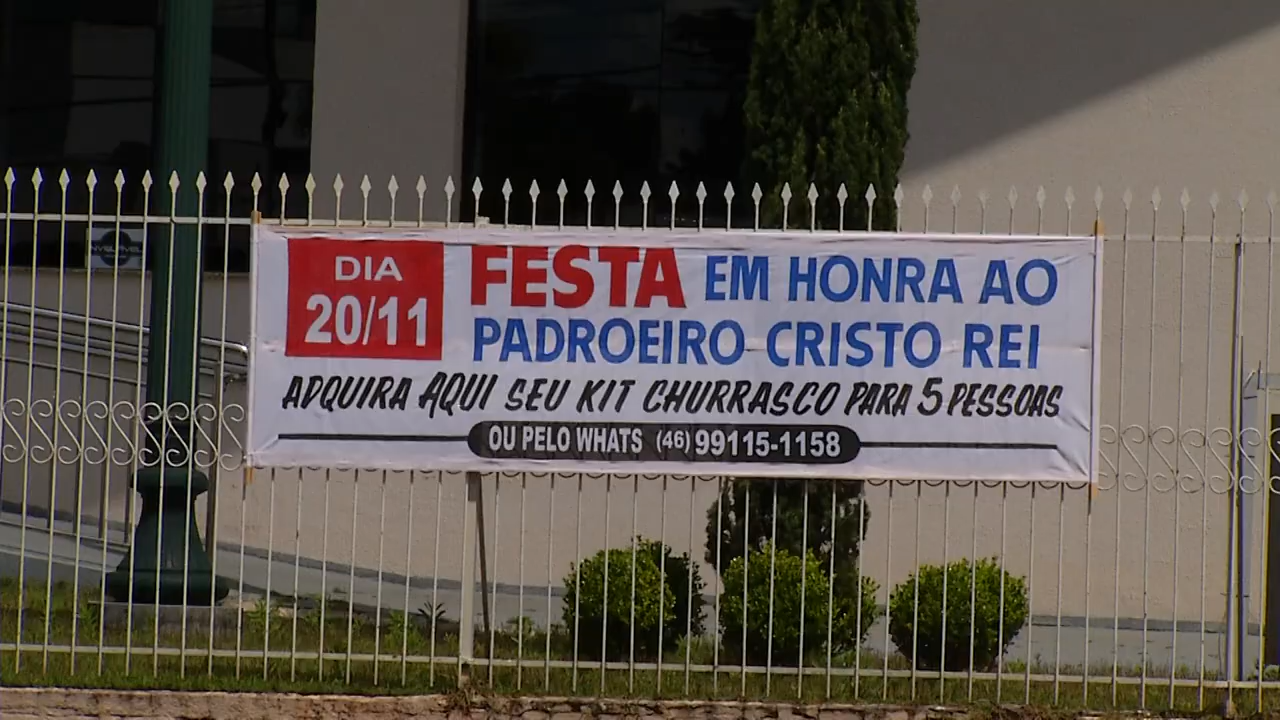 DIA
20/11
FESTA EM HONRA AO
PADROEIRO CRISTO REI
ADQUIRA AQUI SEU KIT CHURRASCO PARA 5 PESSOAS
OU PELO WHATS (46) 99115-1158